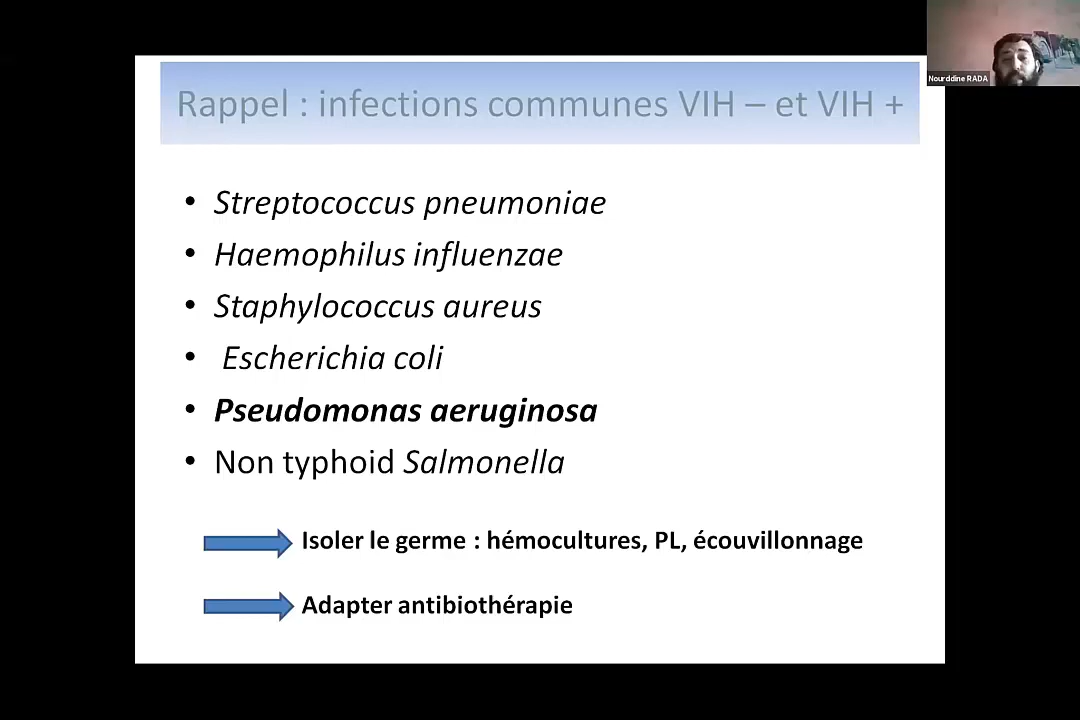 Rappel : infections communes VIH – et VIH +
Nourddine RADA
• Streptococcus pneumoniae
• Haemophilus influenzae
• Staphylococcus aureus
• Escherichia coli
• Pseudomonas aeruginosa
• Non typhoid Salmonella
Isoler le germe : hémocultures, PL, écouvillonnage
Adapter antibiothérapie